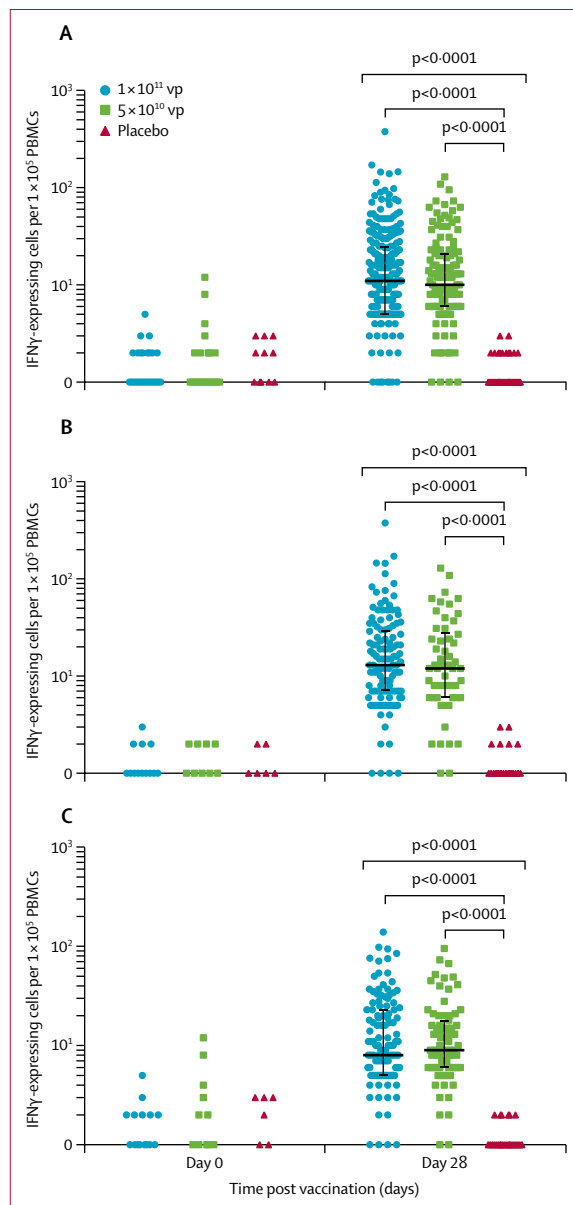 A
p<0·0001
p<0·0001
p<0·0001
1×10¹¹ vp
5×10¹⁰ vp
Placebo
10³
10²
10¹
0
IFNγ-expressing cells per 1×10⁵ PBMCs
B
p<0·0001
p<0·0001
p<0·0001
10³
10²
10¹
0
IFNγ-expressing cells per 1×10⁵ PBMCs
C
p<0·0001
p<0·0001
p<0·0001
10³
10²
10¹
0
IFNγ-expressing cells per 1×10⁵ PBMCs
Day 0 Day 28
Time post vaccination (days)